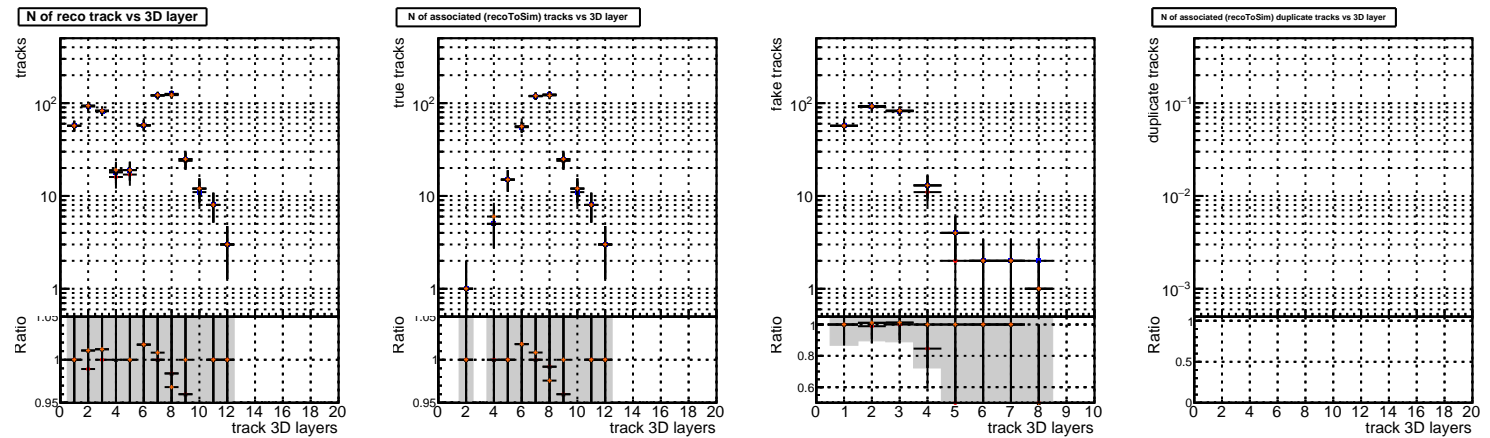 N of reco track vs 3D layer
tracks
10²
10
1
Ratio
1.05
1
0.95
0 2 4 6 8 10 12 14 16 18 20
track 3D layers
N of associated (recoToSim) tracks vs 3D layer
true tracks
10²
10
1
Ratio
1.05
1
0.95
0 2 4 6 8 10 12 14 16 18 20
track 3D layers
fake tracks
10²
10
1
Ratio
1
0.8
0.6
0 1 2 3 4 5 6 7 8 9 10
track 3D layers
N of associated (recoToSim) duplicate tracks vs 3D layer
duplicate tracks
10⁻¹
10⁻²
10⁻³
Ratio
1
0.5
0
0 2 4 6 8 10 12 14 16 18 20
track 3D layers